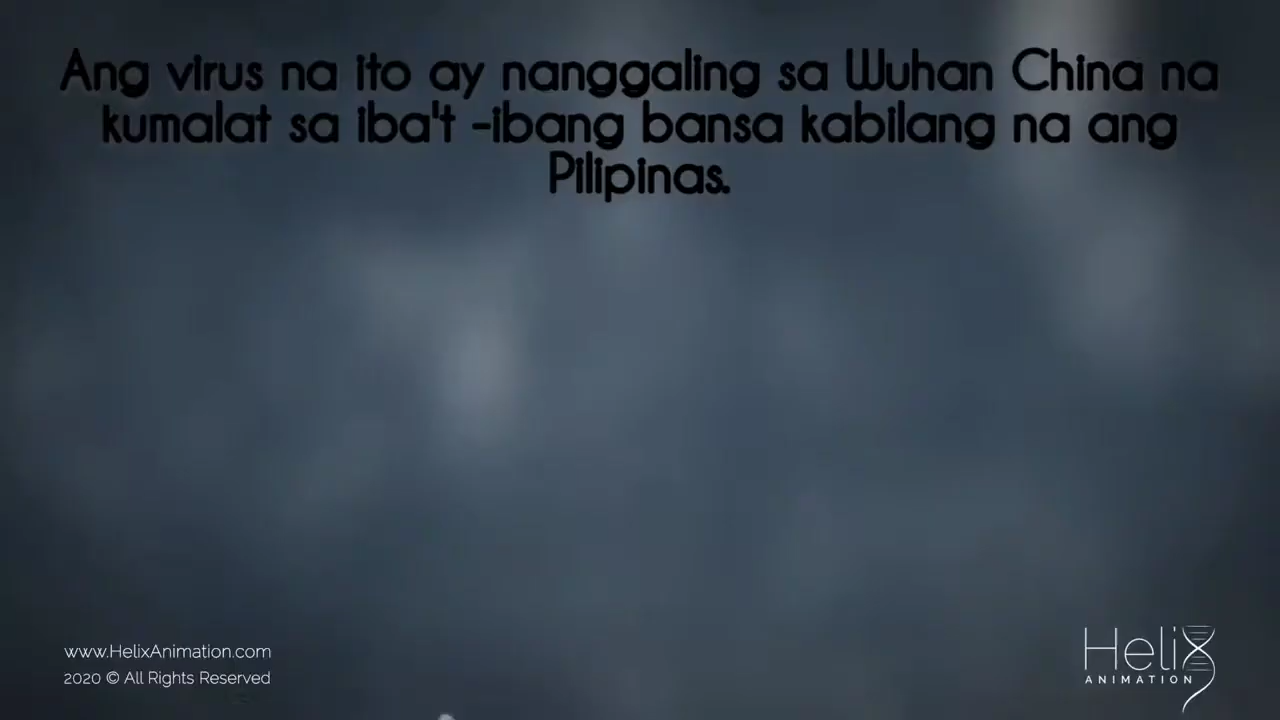 Ang virus na ito ay nanggaling sa Wuhan China na
kumalat sa iba't -ibang bansa kabilang na ang
Pilipinas.
www.HelixAnimation.com
2020 © All Rights Reserved
Helix
ANIMATION